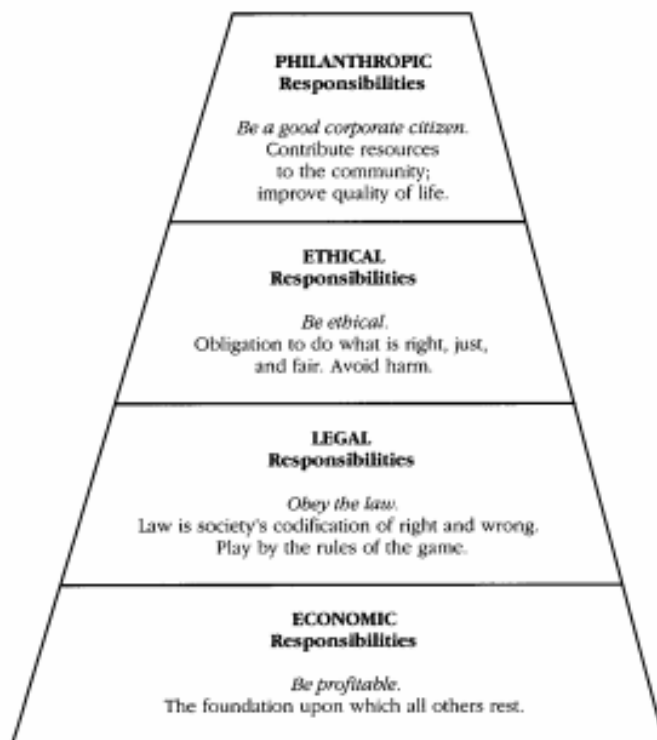 PHILANTHROPIC
Responsibilities
Be a good corporate citizen.
Contribute resources
to the community;
improve quality of life.
ETHICAL
Responsibilities
Be ethical.
Obligation to do what is right, just,
and fair. Avoid harm.
LEGAL
Responsibilities
Obey the law.
Law is society's codification of right and wrong.
Play by the rules of the game.
ECONOMIC
Responsibilities
Be profitable.
The foundation upon which all others rest.